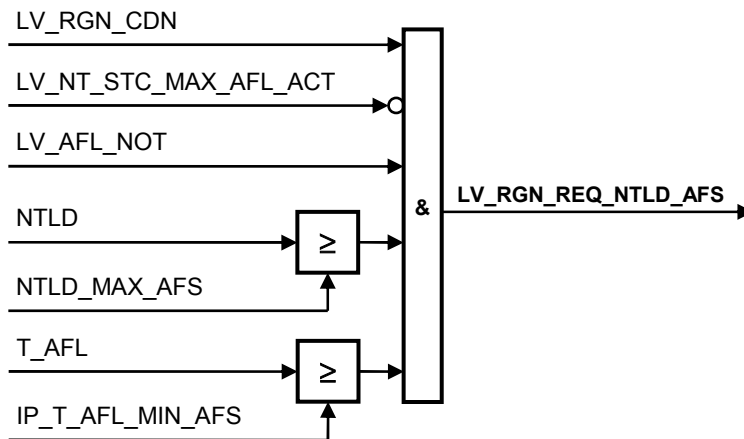 LV_RGN_CDN
LV_NT_STC_MAX_AFL_ACT
LV_AFL_NOT
NTLD
≥
NTLD_MAX_AFS
T_AFL
≥
IP_T_AFL_MIN_AFS
&
LV_RGN_REQ_NTLD_AFS